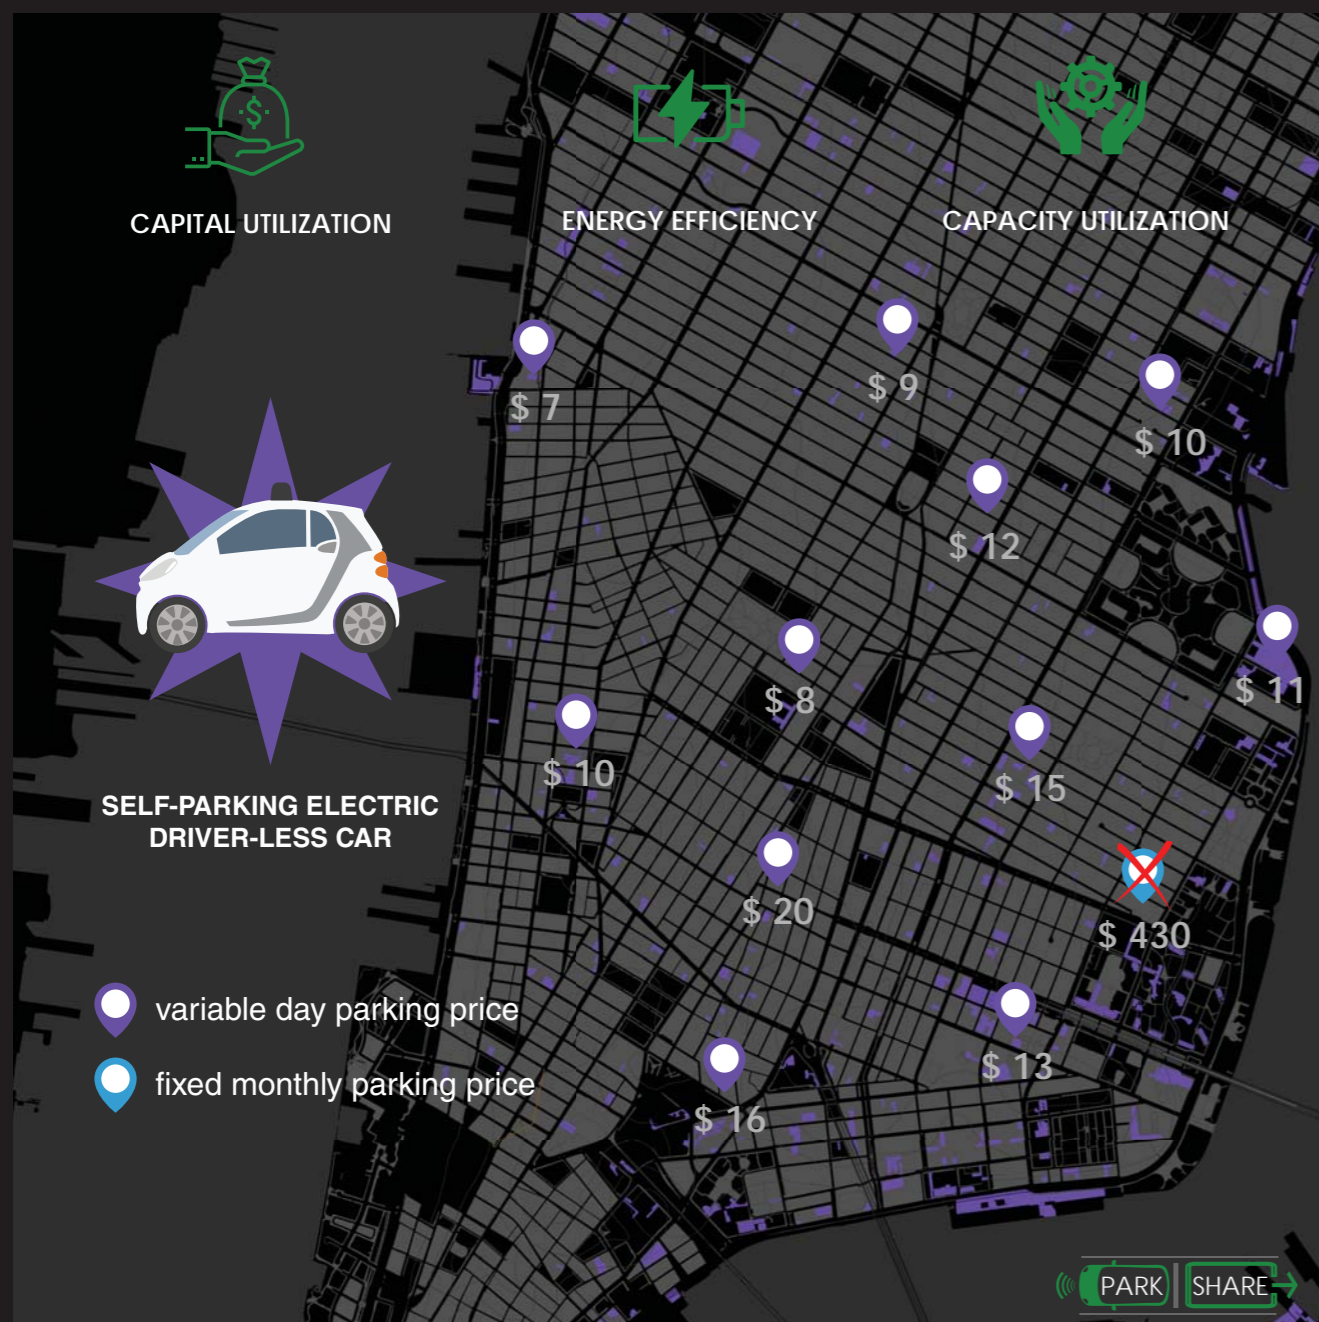 $
CAPITAL UTILIZATION
ENERGY EFFICIENCY
CAPACITY UTILIZATION
$ 7
$ 9
$ 10
$ 12
$ 8
$ 11
$ 10
$ 15
SELF-PARKING ELECTRIC
DRIVER-LESS CAR
$ 20
$ 430
variable day parking price
$ 13
fixed monthly parking price
$ 16
PARK SHARE